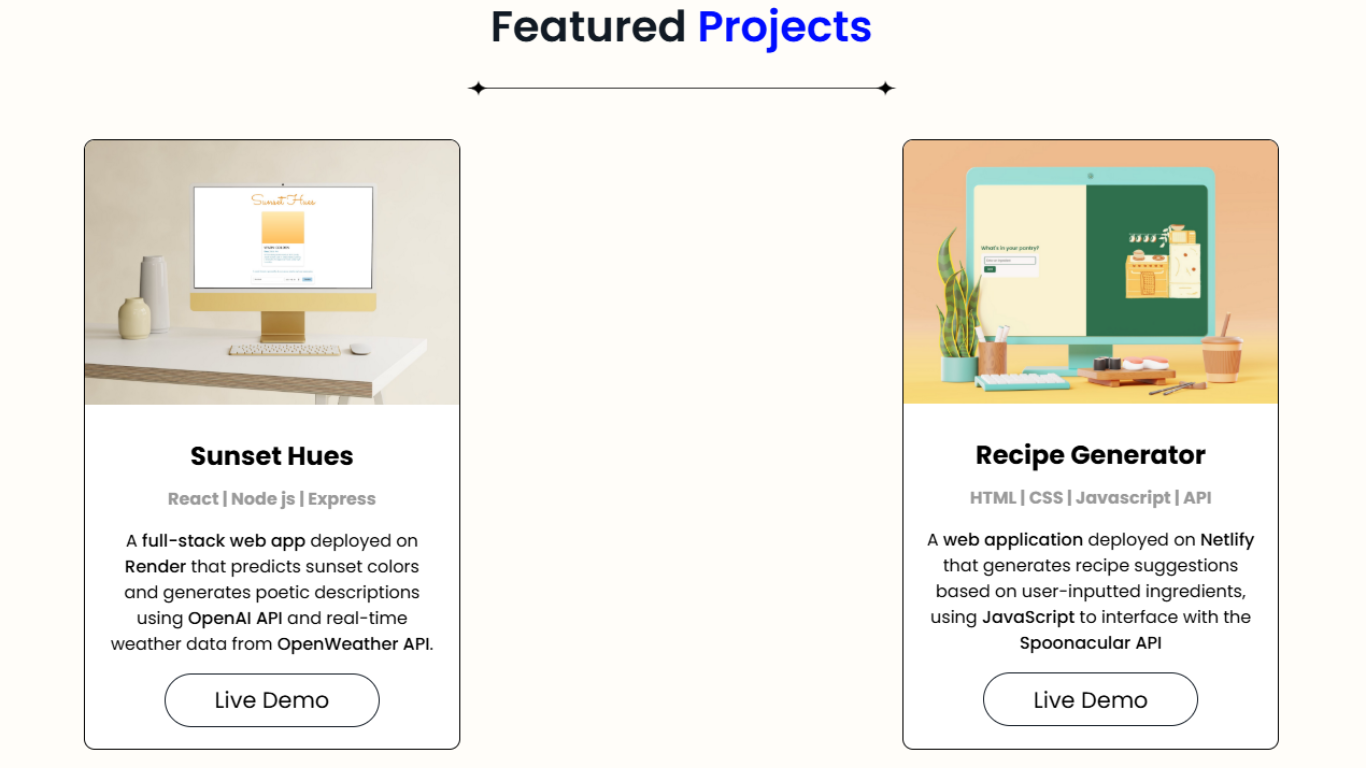 Featured Projects
Sunset Hues
Sunset Hues
React | Node js | Express
A full-stack web app deployed on
Render that predicts sunset colors
and generates poetic descriptions
using OpenAI API and real-time
weather data from OpenWeather API.
Live Demo
What's in your pantry?
Recipe Generator
HTML | CSS | Javascript | API
A web application deployed on Netlify
that generates recipe suggestions
based on user-inputted ingredients,
using JavaScript to interface with the
Spoonacular API
Live Demo